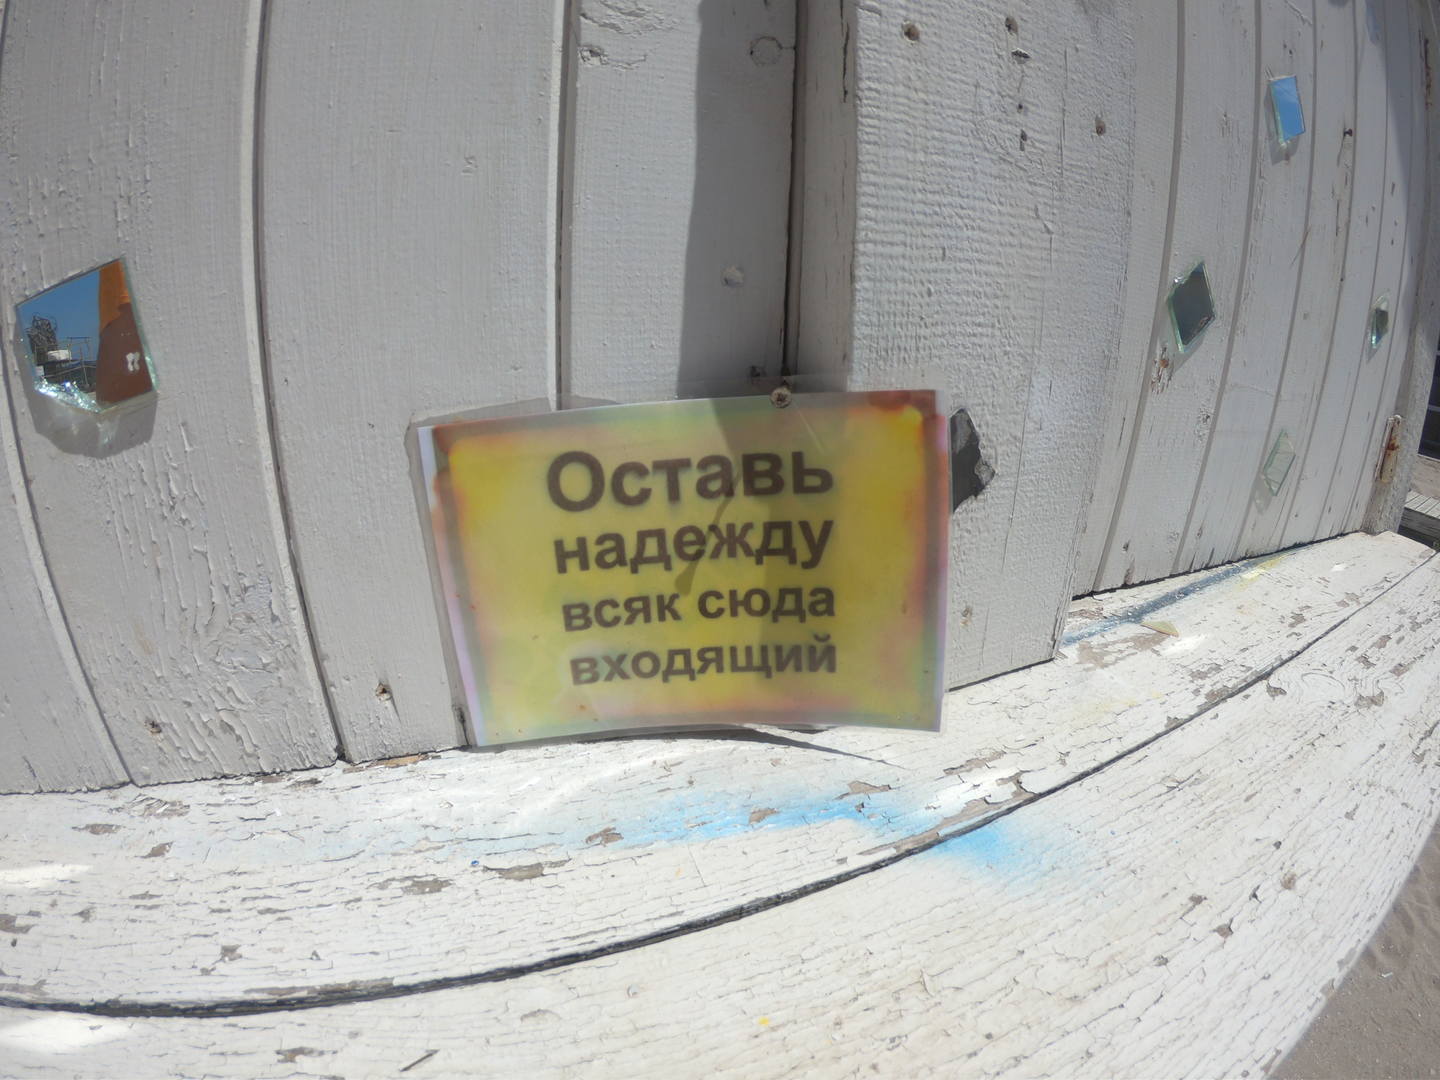 Оставь
надежду
всяк сюда
входящий